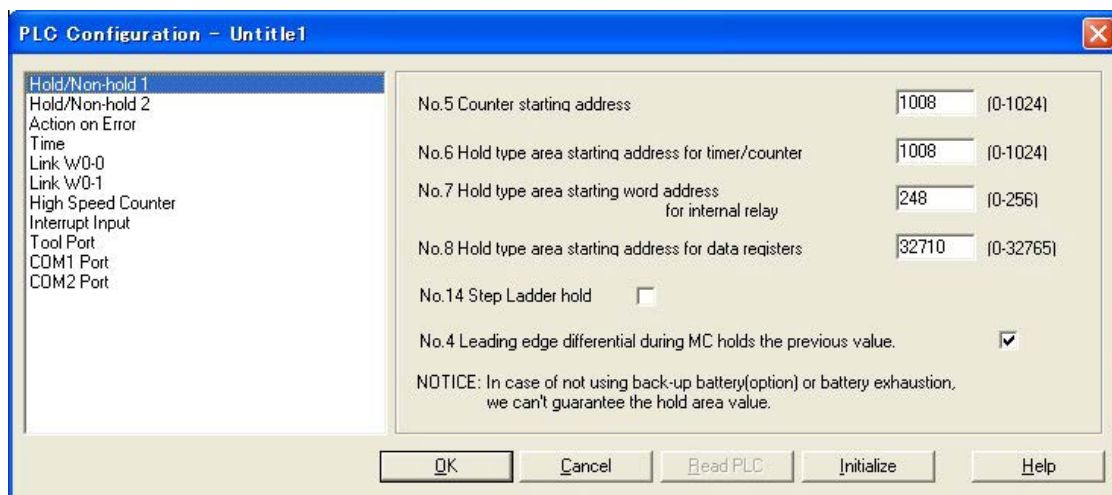 PLC Configuration - Untitle1
Hold/Non-hold 1
Hold/Non-hold 2
Action on Error
Time
Link W0-0
Link W0-1
High Speed Counter
Interrupt Input
Tool Port
COM1 Port
COM2 Port
No.5 Counter starting address 1008 (0-1024)
No.6 Hold type area starting address for timer/counter 1008 (0-1024)
No.7 Hold type area starting word address
for internal relay 248 (0-256)
No.8 Hold type area starting address for data registers 32710 (0-32765)
No.14 Step Ladder hold
No.4 Leading edge differential during MC holds the previous value.
NOTICE: In case of not using back-up battery(option) or battery exhaustion,
we can't guarantee the hold area value.
OK Cancel Read PLC Initialize Help